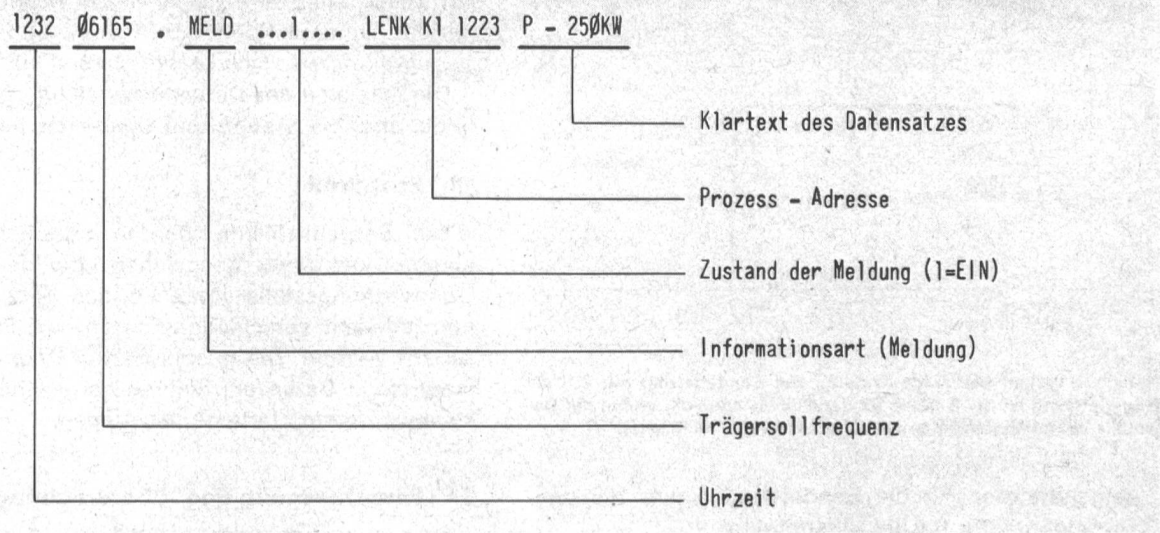 1232 Ø6165 . MELD ...1.... LENK K1 1223 P - 25ØKW
Klartext des Datensatzes
Prozess - Adresse
Zustand der Meldung (1=EIN)
Informationsart (Meldung)
Trägersollfrequenz
Uhrzeit